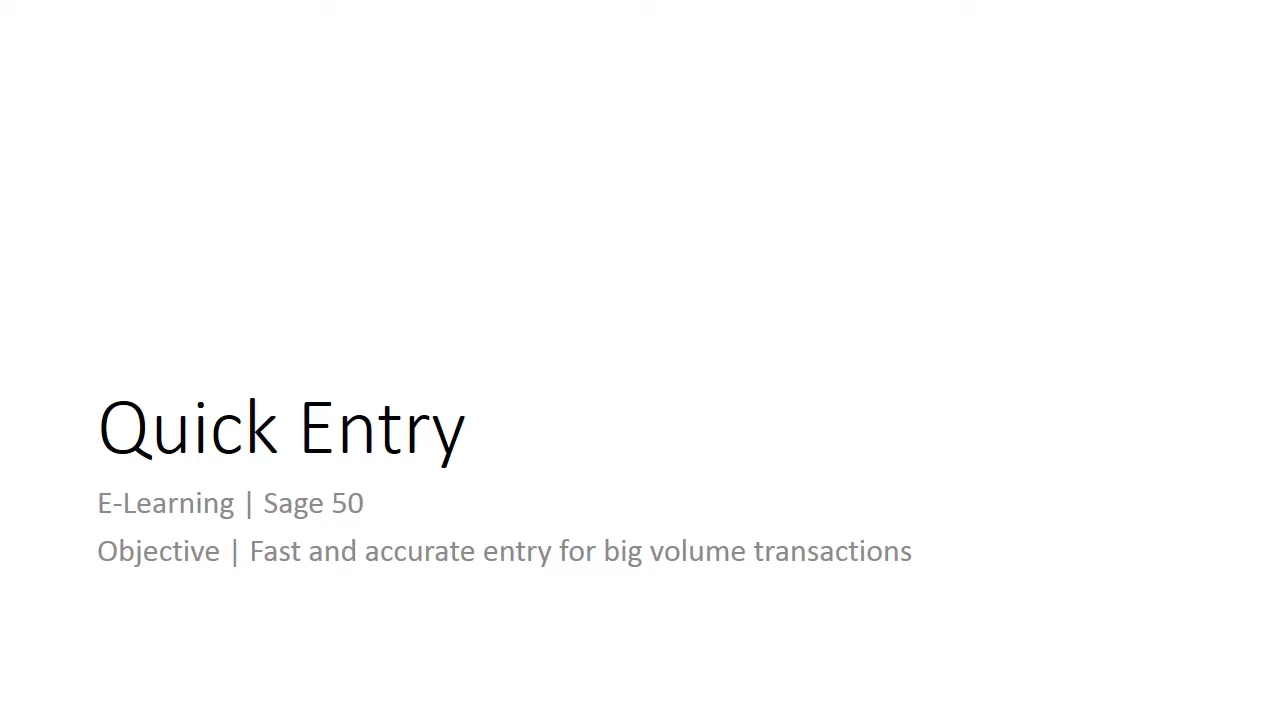 Quick Entry
E-Learning | Sage 50
Objective | Fast and accurate entry for big volume transactions